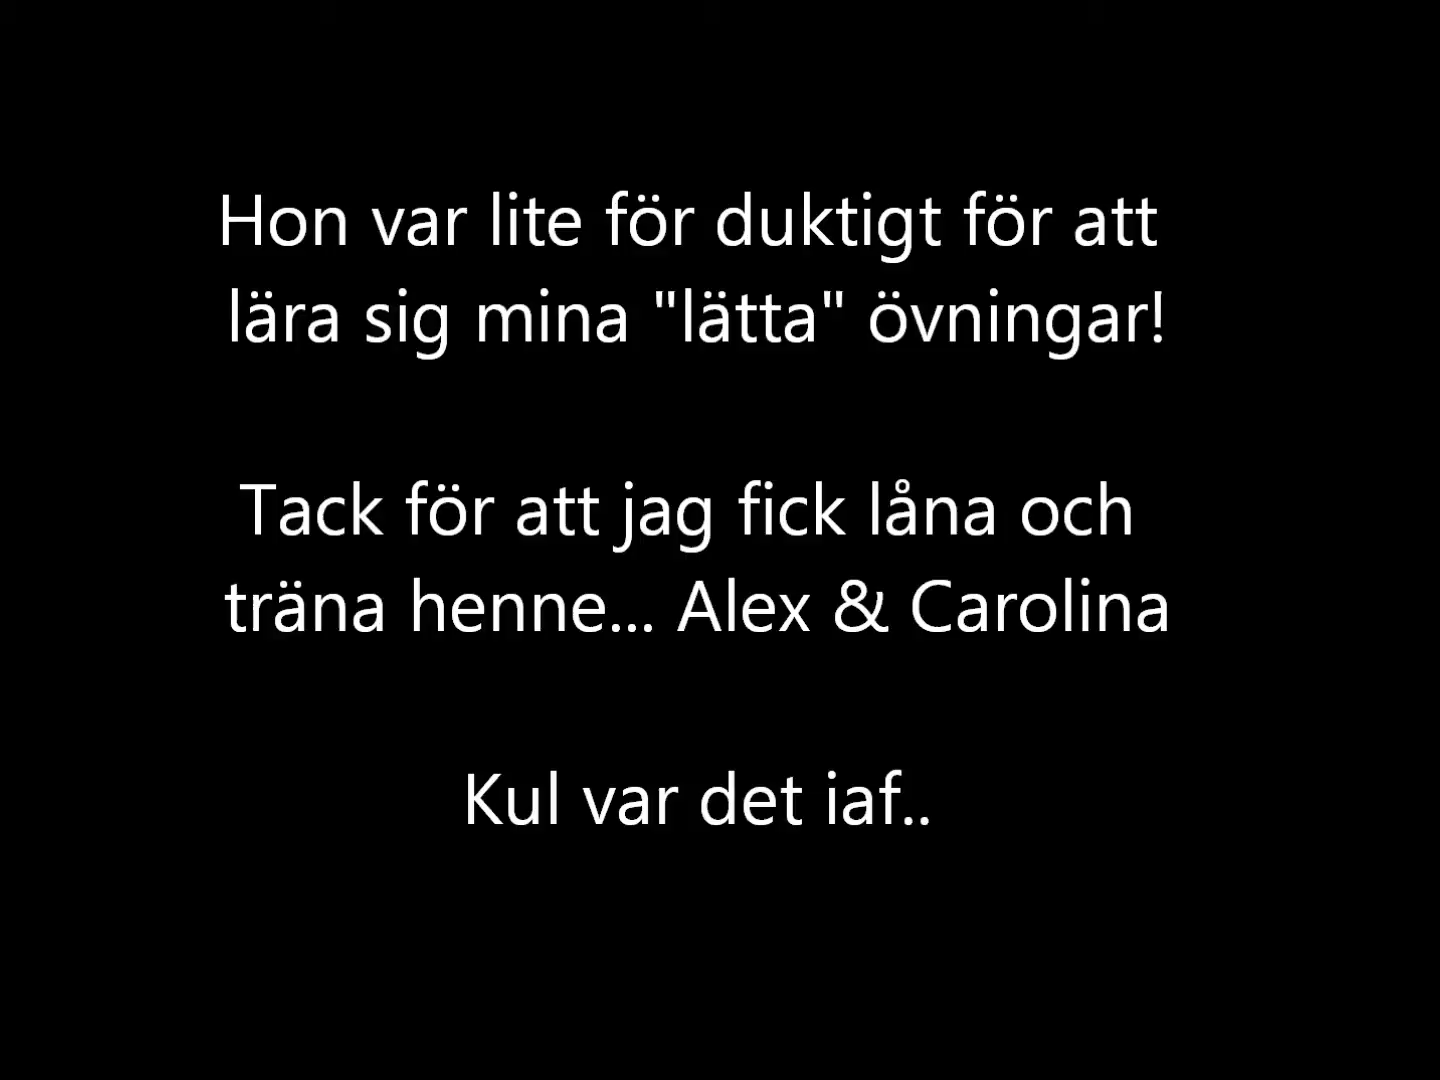 Hon var lite för duktigt för att
lära sig mina "lätta" övningar!
Tack för att jag fick låna och
träna henne... Alex & Carolina
Kul var det iaf..